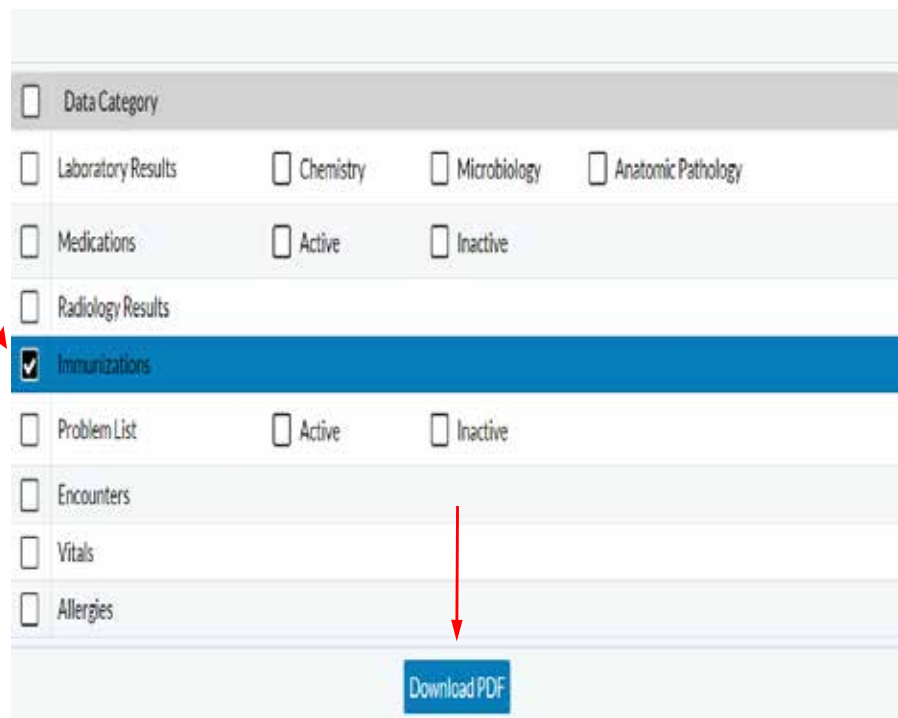 Data Category
Laboratory Results Chemistry Microbiology Anatomic Pathology
Medications Active Inactive
Radiology Results
Immunizations
Problem List Active Inactive
Encounters
Vitals
Allergies
Download PDF